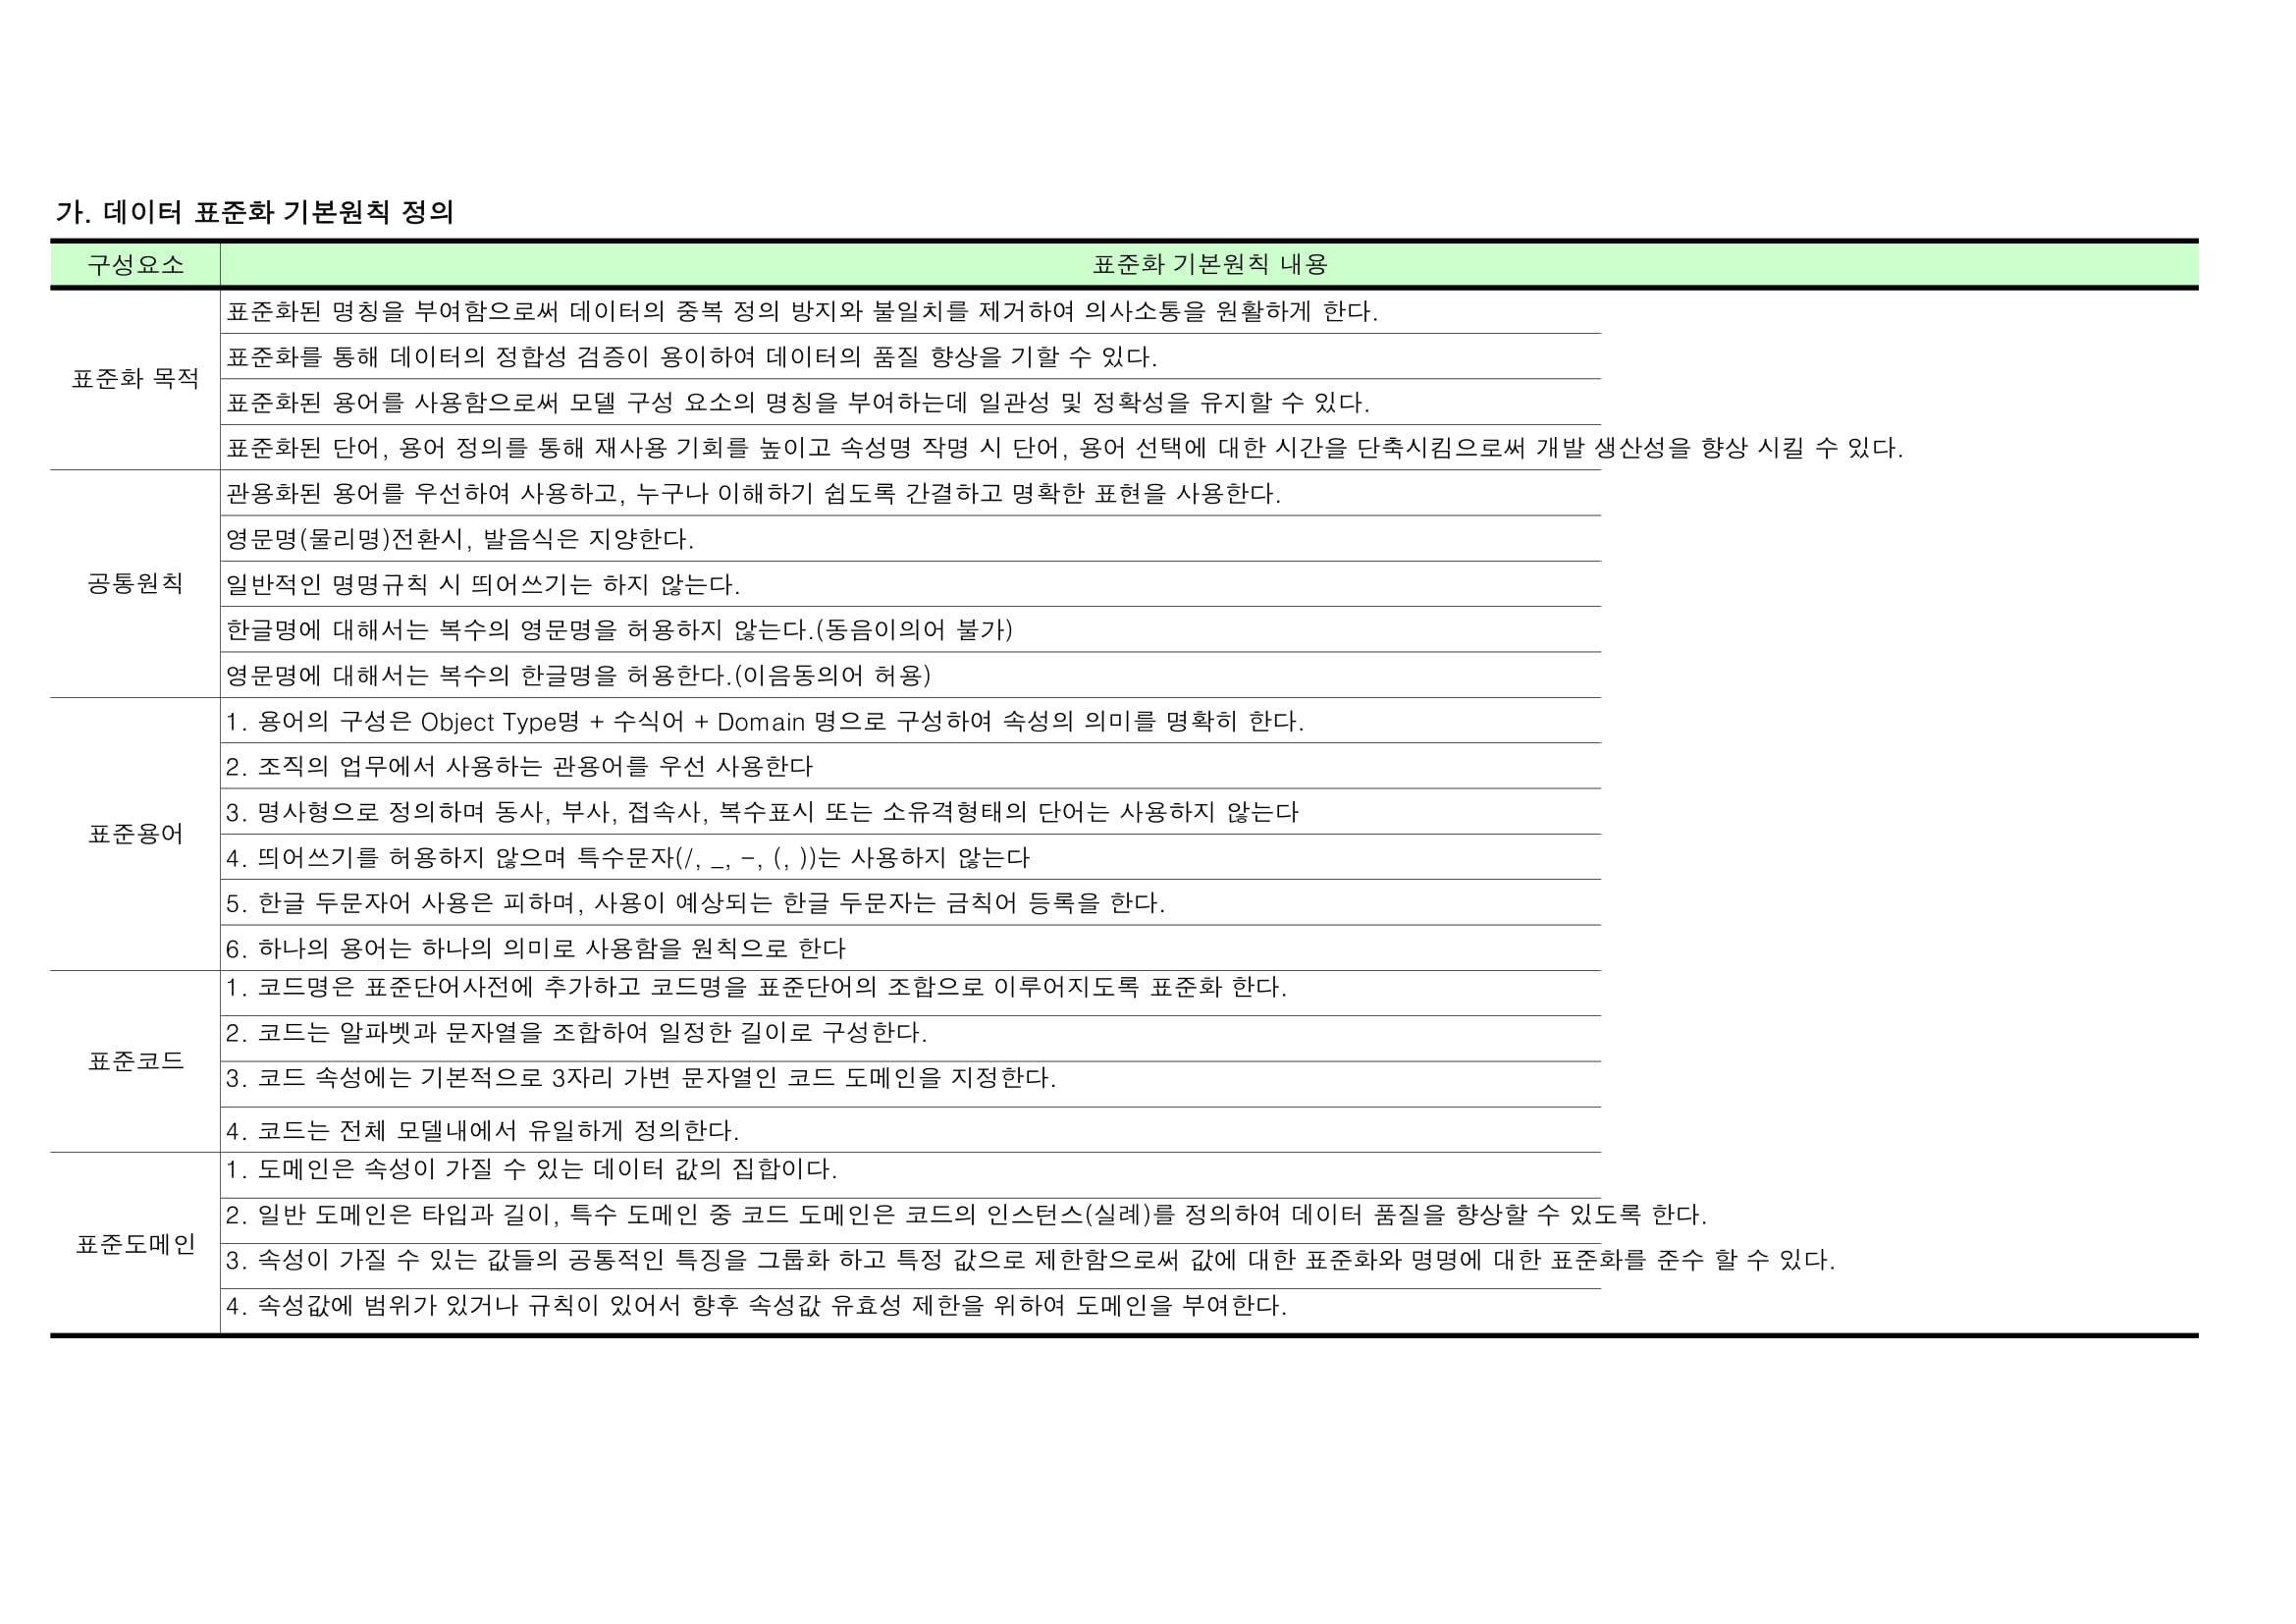 가. 데이터 표준화 기본원칙 정의
구성요소 표준화 기본원칙 내용
표준화 목적
표준화된 명칭을 부여함으로써 데이터의 중복 정의 방지와 불일치를 제거하여 의사소통을 원활하게 한다.
표준화를 통해 데이터의 정합성 검증이 용이하여 데이터의 품질 향상을 기할 수 있다.
표준화된 용어를 사용함으로써 모델 구성 요소의 명칭을 부여하는데 일관성 및 정확성을 유지할 수 있다.
표준화된 단어, 용어 정의를 통해 재사용 기회를 높이고 속성명 작명 시 단어, 용어 선택에 대한 시간을 단축시킴으로써 개발 생산성을 향상 시킬 수 있다.
공통원칙
관용화된 용어를 우선하여 사용하고, 누구나 이해하기 쉽도록 간결하고 명확한 표현을 사용한다.
영문명(물리명)전환시, 발음식은 지양한다.
일반적인 명명규칙 시 띄어쓰기는 하지 않는다.
한글명에 대해서는 복수의 영문명을 허용하지 않는다.(동음이의어 불가)
영문명에 대해서는 복수의 한글명을 허용한다.(이음동의어 허용)
표준용어
1. 용어의 구성은 Object Type명 + 수식어 + Domain 명으로 구성하여 속성의 의미를 명확히 한다.
2. 조직의 업무에서 사용하는 관용어를 우선 사용한다
3. 명사형으로 정의하며 동사, 부사, 접속사, 복수표시 또는 소유격형태의 단어는 사용하지 않는다
4. 띄어쓰기를 허용하지 않으며 특수문자(/, _, -, (, ))는 사용하지 않는다
5. 한글 두문자어 사용은 피하며, 사용이 예상되는 한글 두문자는 금칙어 등록을 한다.
6. 하나의 용어는 하나의 의미로 사용함을 원칙으로 한다
표준코드
1. 코드명은 표준단어사전에 추가하고 코드명을 표준단어의 조합으로 이루어지도록 표준화 한다.
2. 코드는 알파벳과 문자열을 조합하여 일정한 길이로 구성한다.
3. 코드 속성에는 기본적으로 3자리 가변 문자열인 코드 도메인을 지정한다.
4. 코드는 전체 모델내에서 유일하게 정의한다.
표준도메인
1. 도메인은 속성이 가질 수 있는 데이터 값의 집합이다.
2. 일반 도메인은 타입과 길이, 특수 도메인 중 코드 도메인은 코드의 인스턴스(실례)를 정의하여 데이터 품질을 향상할 수 있도록 한다.
3. 속성이 가질 수 있는 값들의 공통적인 특징을 그룹화 하고 특정 값으로 제한함으로써 값에 대한 표준화와 명명에 대한 표준화를 준수 할 수 있다.
4. 속성값에 범위가 있거나 규칙이 있어서 향후 속성값 유효성 제한을 위하여 도메인을 부여한다.